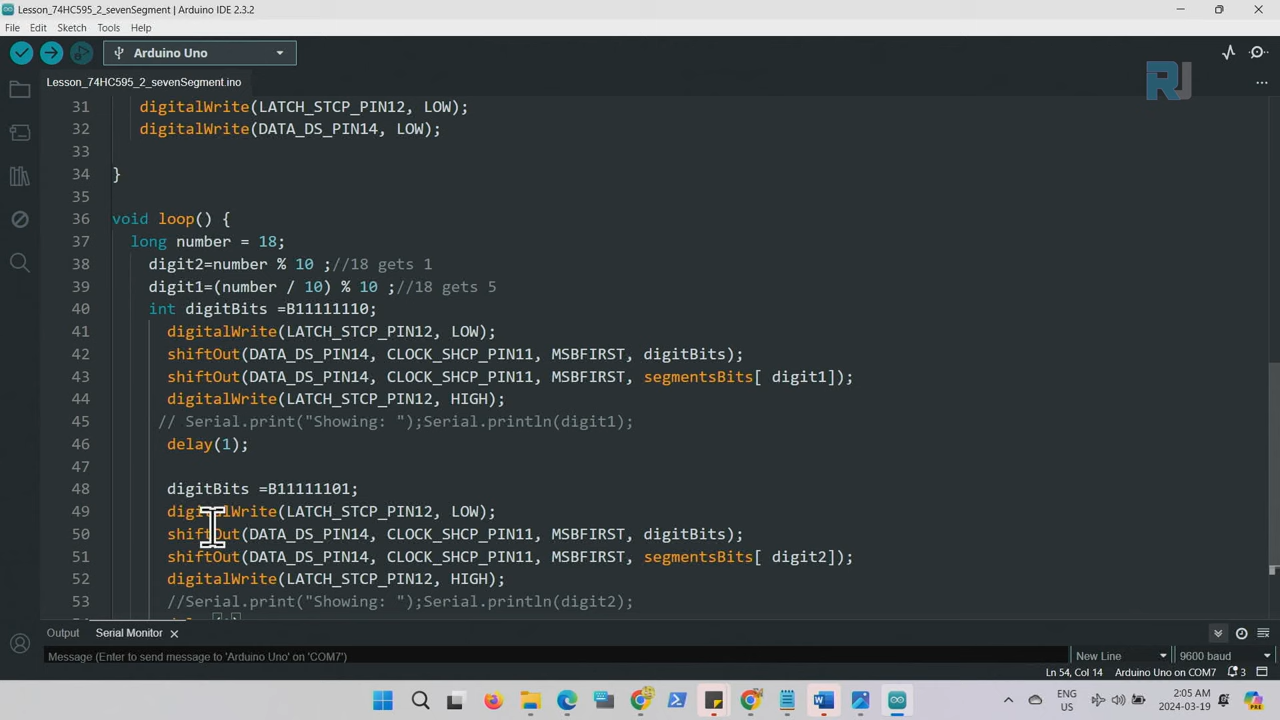 Lesson_74HC595_2_sevenSegment | Arduino IDE 2.3.2
File Edit Sketch Tools Help
Arduino Uno
RJ
Lesson_74HC595_2_sevenSegment.ino
31 digitalWrite(LATCH_STCP_PIN12, LOW);
32 digitalWrite(DATA_DS_PIN14, LOW);
33
34 }
35
36 void loop() {
37 long number = 18;
38 digit2=number % 10 ;//18 gets 1
39 digit1=(number / 10) % 10 ;//18 gets 5
40 int digitBits =B11111110;
41 digitalWrite(LATCH_STCP_PIN12, LOW);
42 shiftOut(DATA_DS_PIN14, CLOCK_SHCP_PIN11, MSBFIRST, digitBits);
43 shiftOut(DATA_DS_PIN14, CLOCK_SHCP_PIN11, MSBFIRST, segmentsBits[ digit1]);
44 digitalWrite(LATCH_STCP_PIN12, HIGH);
45 // Serial.print("Showing: ");Serial.println(digit1);
46 delay(1);
47
48 digitBits =B11111101;
49 digitalWrite(LATCH_STCP_PIN12, LOW);
50 shiftOut(DATA_DS_PIN14, CLOCK_SHCP_PIN11, MSBFIRST, digitBits);
51 shiftOut(DATA_DS_PIN14, CLOCK_SHCP_PIN11, MSBFIRST, segmentsBits[ digit2]);
52 digitalWrite(LATCH_STCP_PIN12, HIGH);
53 //Serial.print("Showing: ");Serial.println(digit2);
Output Serial Monitor
Message (Enter to send message to 'Arduino Uno' on 'COM7') New Line 9600 baud
Ln 54, Col 14 Arduino Uno on COM7 3
ENG US
2:05 AM
2024-03-19
PRE